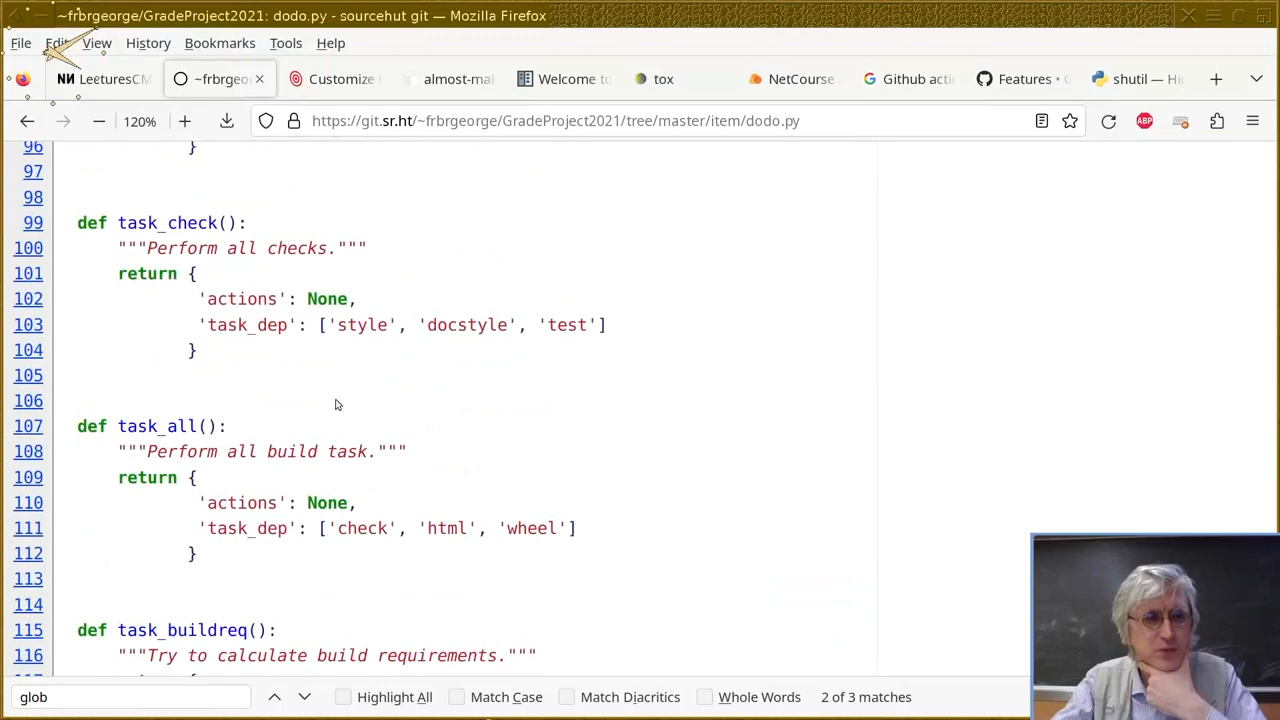 ~frbrgeorge/GradeProject2021: dodo.py - sourcehut git — Mozilla Firefox
File Edit View History Bookmarks Tools Help
LecturesCM ~frbrgeo Customize almost-ma Welcome to tox NetCourse Github acti Features - G shutil — Hig
120% https://git.sr.ht/~frbrgeorge/GradeProject2021/tree/master/item/dodo.py ABP
96 }
97
98
99 def task_check():
100 """Perform all checks."""
101 return {
102 'actions': None,
103 'task_dep': ['style', 'docstyle', 'test']
104 }
105
106
107 def task_all():
108 """Perform all build task."""
109 return {
110 'actions': None,
111 'task_dep': ['check', 'html', 'wheel']
112 }
113
114
115 def task_buildreq():
116 """Try to calculate build requirements."""
glob Highlight All Match Case Match Diacritics Whole Words 2 of 3 matches